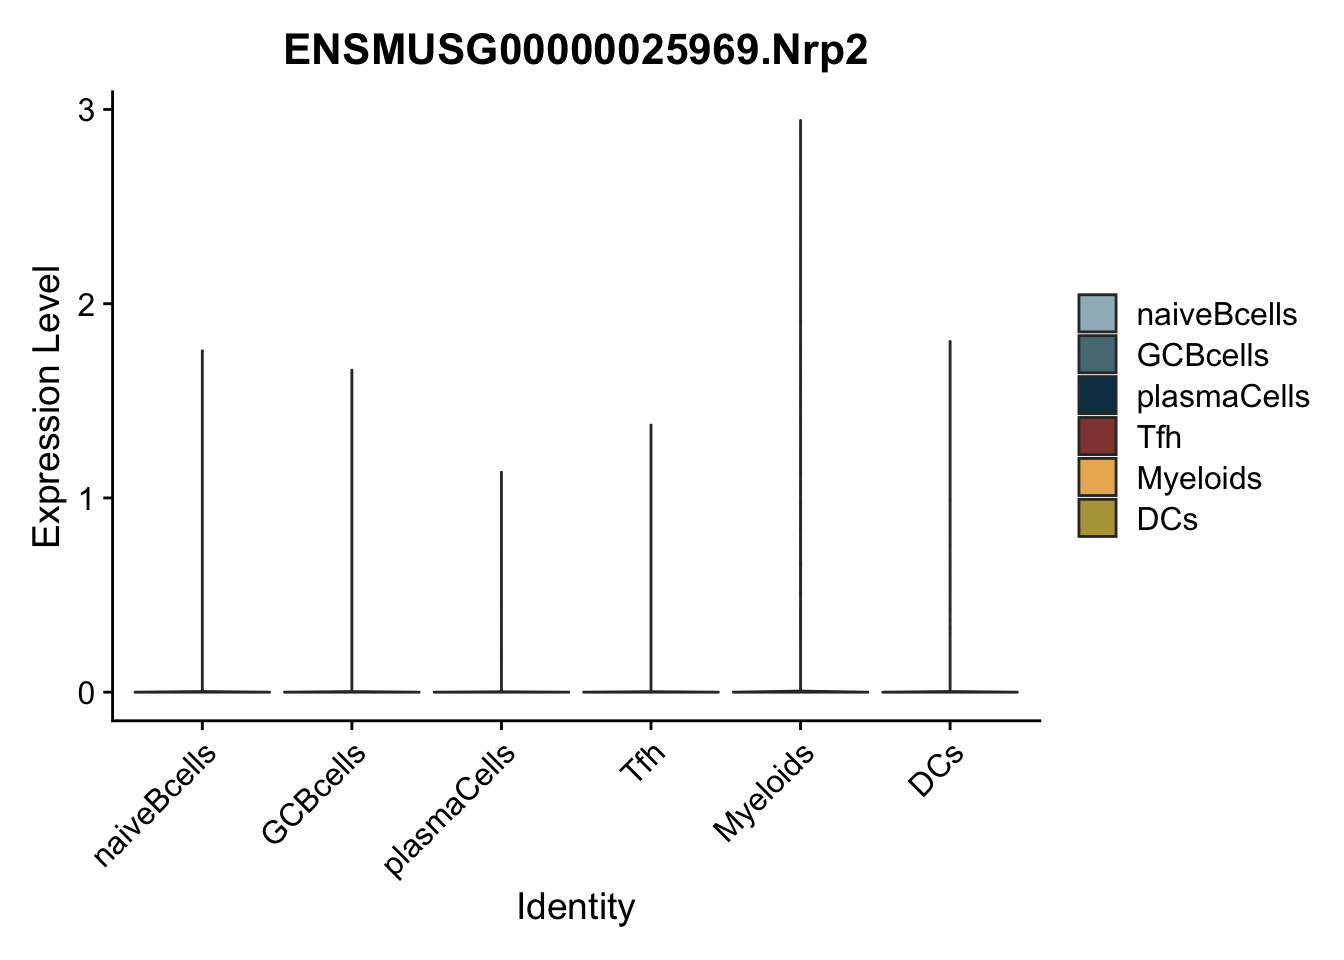 ENSMUSG00000025969.Nrp2
Expression Level
3
2
1
0
naiveBcells
GCBcells
plasmaCells
Tfh
Myeloids
DCs
Identity
naiveBcells
GCBcells
plasmaCells
Tfh
Myeloids
DCs